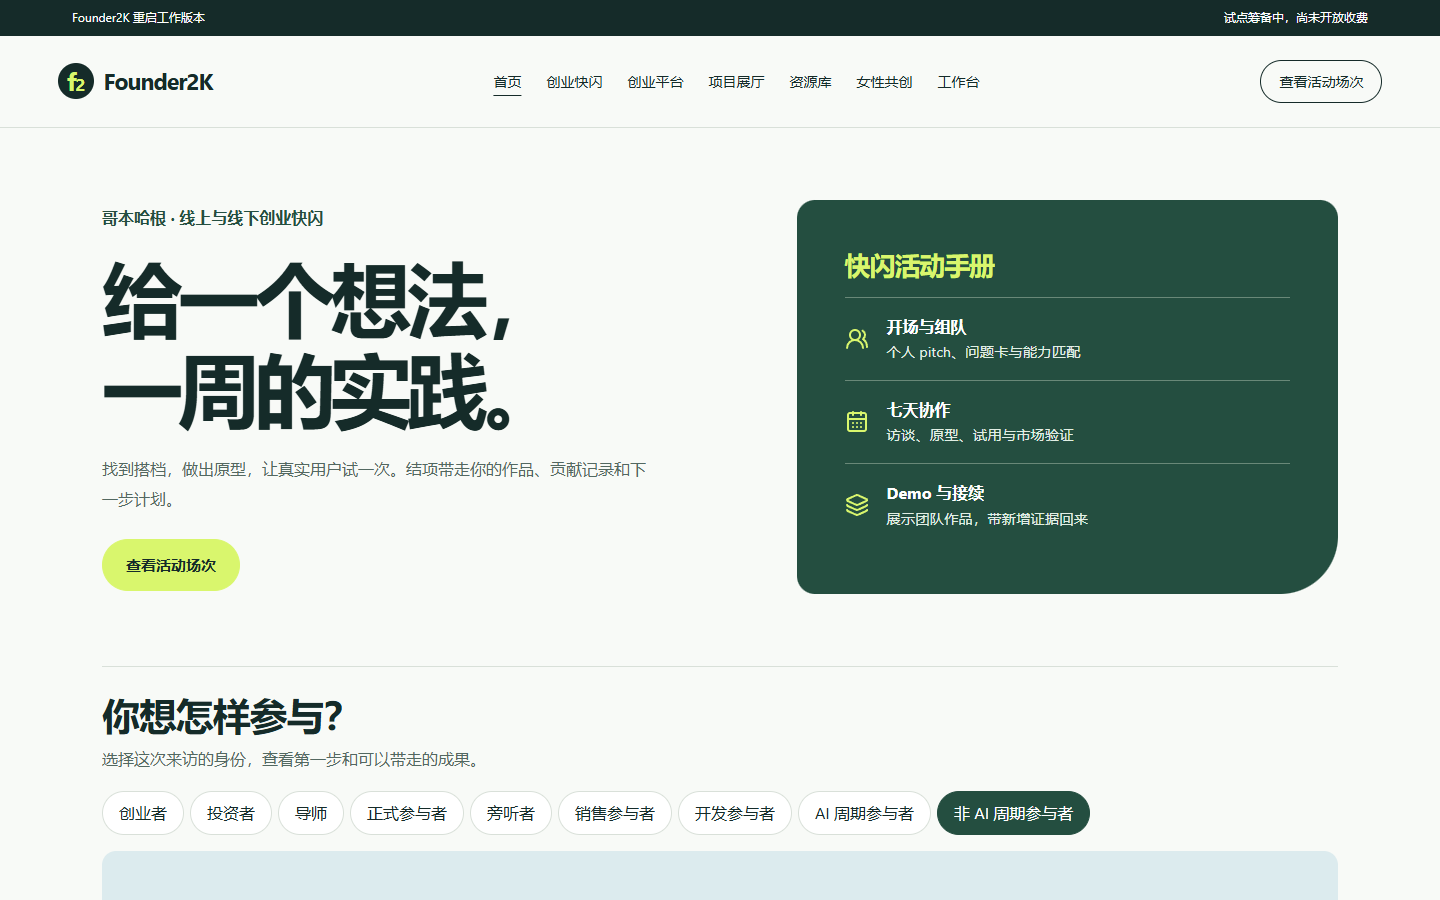 Founder2K 重启工作版本
试点筹备中，尚未开放收费
f2 Founder2K
首页 创业快闪 创业平台 项目展厅 资源库 女性共创 工作台
查看活动场次
哥本哈根 · 线上与线下创业快闪
给一个想法，
一周的实践。
找到搭档，做出原型，让真实用户试一次。结项带走你的作品、贡献记录和下
一步计划。
查看活动场次
快闪活动手册
开场与组队
个人 pitch、问题卡与能力匹配
七天协作
访谈、原型、试用与市场验证
Demo 与接续
展示团队作品，带新增证据回来
你想怎样参与？
选择这次来访的身份，查看第一步和可以带走的成果。
创业者 投资者 导师 正式参与者 旁听者 销售参与者 开发参与者 AI 周期参与者 非 AI 周期参与者